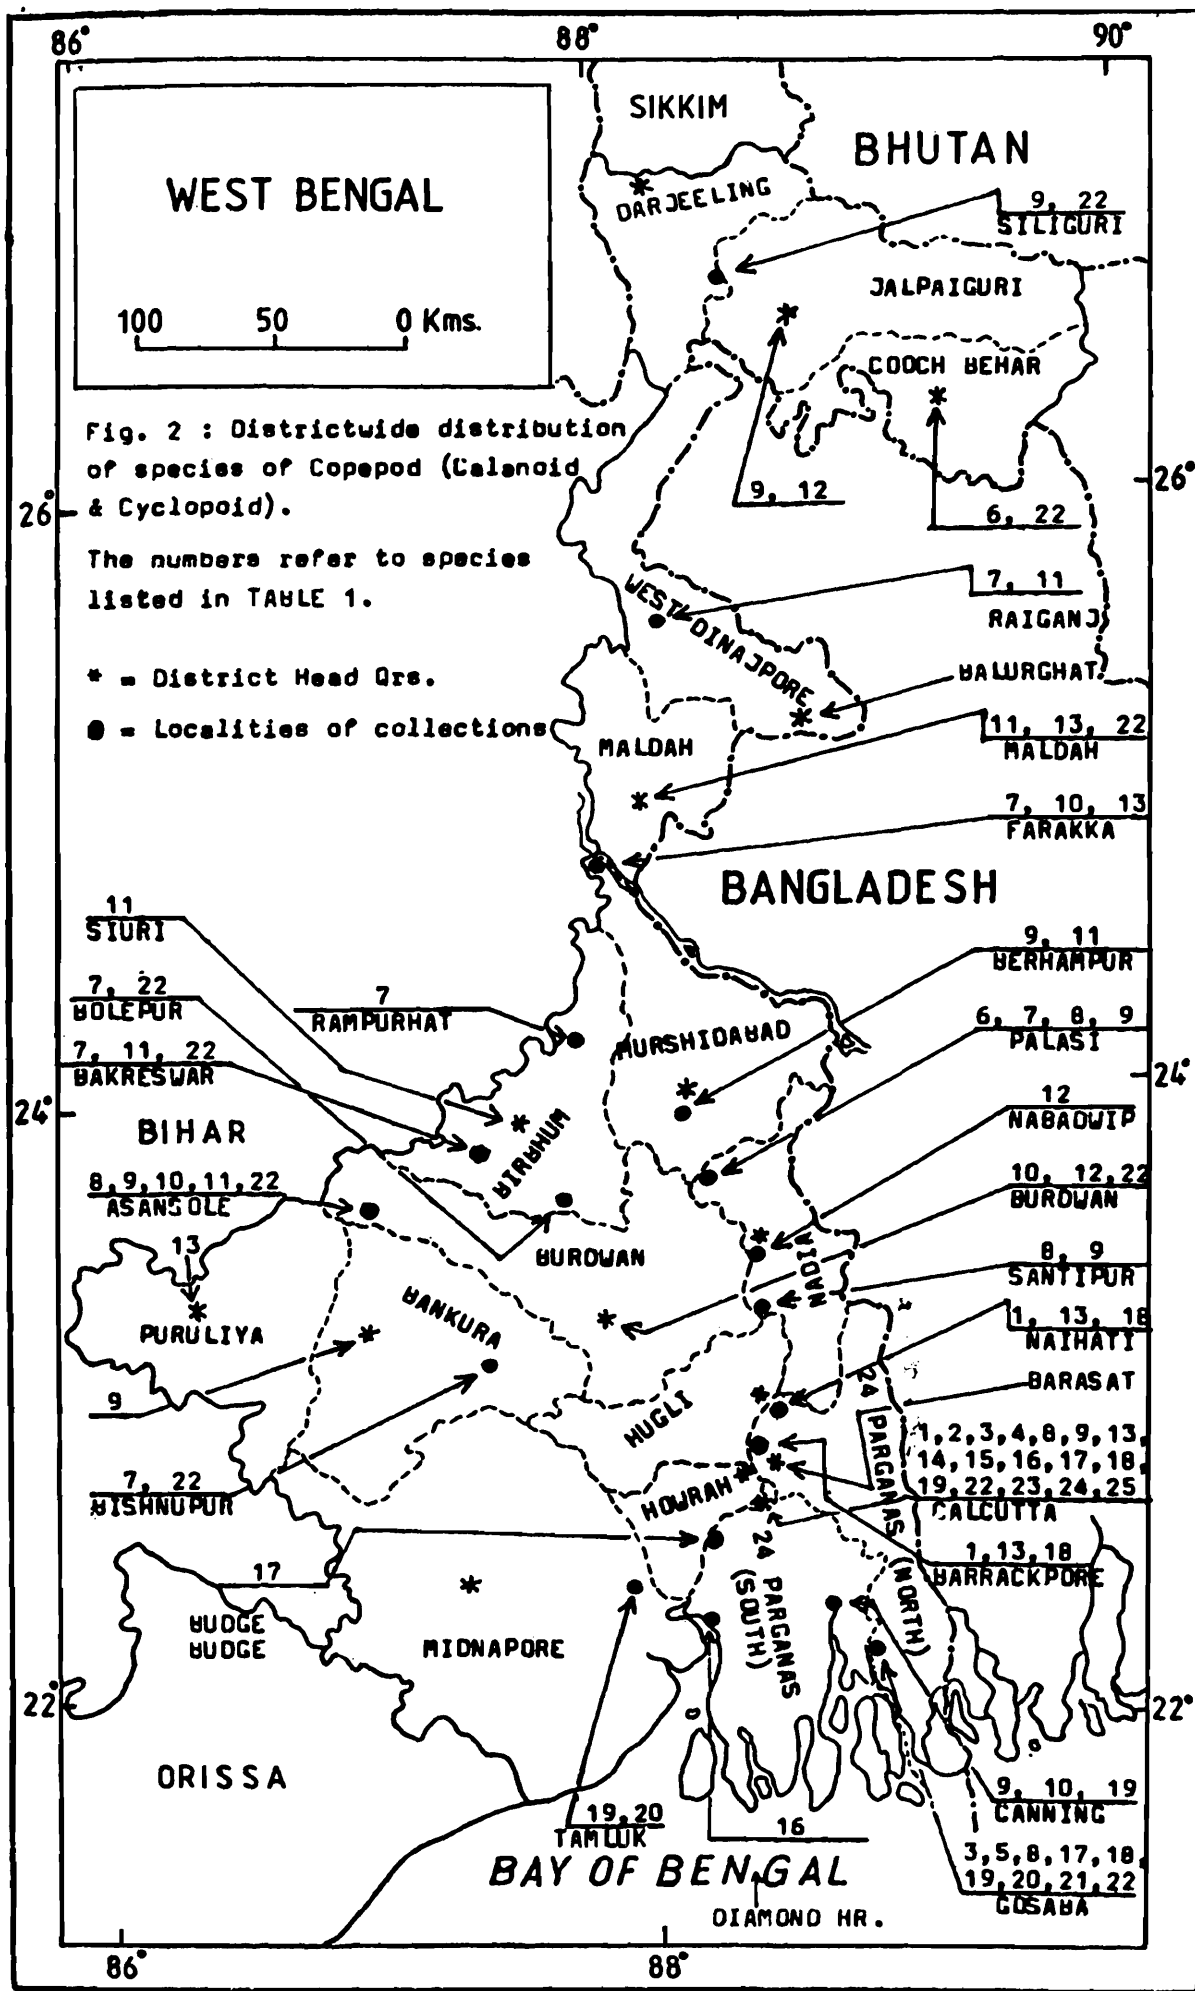 86°
88°
90°
SIKKIM
BHUTAN
WEST BENGAL
DARJEELING
9, 22
SILIGURI
JALPAIGURI
100 50 0 Kms.
COOCH BEHAR
Fig. 2 : Districtwide distribution
of species of Copepod (Calanoid
& Cyclopoid).
26°
26°
9, 12
6, 22
The numbers refer to species
listed in TABLE 1.
7, 11
RAIGANJ
WEST DINAJPORE
* = District Head Qrs.
● = Localities of collections
BALURGHAT
11, 13, 22
MALDAH
MALDAH
7, 10, 13
FARAKKA
BANGLADESH
11
SIURI
9, 11
BERHAMPUR
7, 22
BOLEPUR
7
RAMPURHAT
6, 7, 8, 9
PALASI
MURSHIDABAD
7, 11, 22
BAKRESWAR
24°
24°
12
NABADWIP
BIHAR
BIRBHUM
8,9,10,11,22
ASANSOLE
10, 12,22
BURDWAN
13
BURDWAN
NADIA
8, 9
SANTIPUR
PURULIYA
BANKURA
1, 13, 18
NAIHATI
BARASAT
9
HUGLI
24 PARGANAS (NORTH)
1,2,3,4,8,9,13,
14,15,16,17,18,
19,22,23,24,25
CALCUTTA
7, 22
BISHNUPUR
HOWRAH
1,13,18
BARRACKPORE
17
BUDGE
BUDGE
MIDNAPORE
24 PARGANAS
(SOUTH)
22°
22°
ORISSA
9, 10, 19
CANNING
19,20
TAMLUK
16
3,5,8,17,18,
19,20,21,22
GOSABA
BAY OF BENGAL
DIAMOND HR.
86°
88°